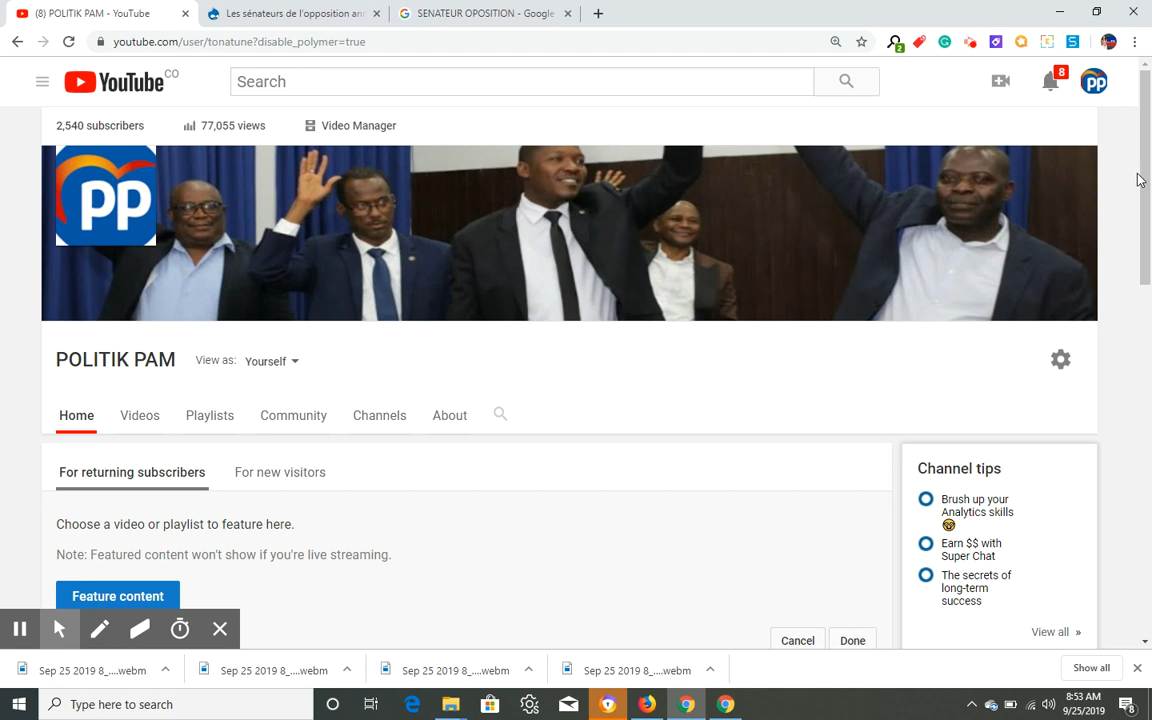 (8) POLITIK PAM - YouTube
Les sénateurs de l'opposition an
SENATEUR OPOSITION - Google
youtube.com/user/tonatune?disable_polymer=true
2
YouTube CO
Search
8
pp
2,540 subscribers
77,055 views
Video Manager
pp
POLITIK PAM
View as:
Yourself
Home
Videos
Playlists
Community
Channels
About
For returning subscribers
For new visitors
Choose a video or playlist to feature here.
Note: Featured content won't show if you're live streaming.
Feature content
Cancel
Done
Channel tips
Brush up your
Analytics skills
Earn $$ with
Super Chat
The secrets of
long-term
success
View all »
Sep 25 2019 8_....webm
Sep 25 2019 8_....webm
Sep 25 2019 8_....webm
Sep 25 2019 8_....webm
Show all
Type here to search
8:53 AM
9/25/2019
8